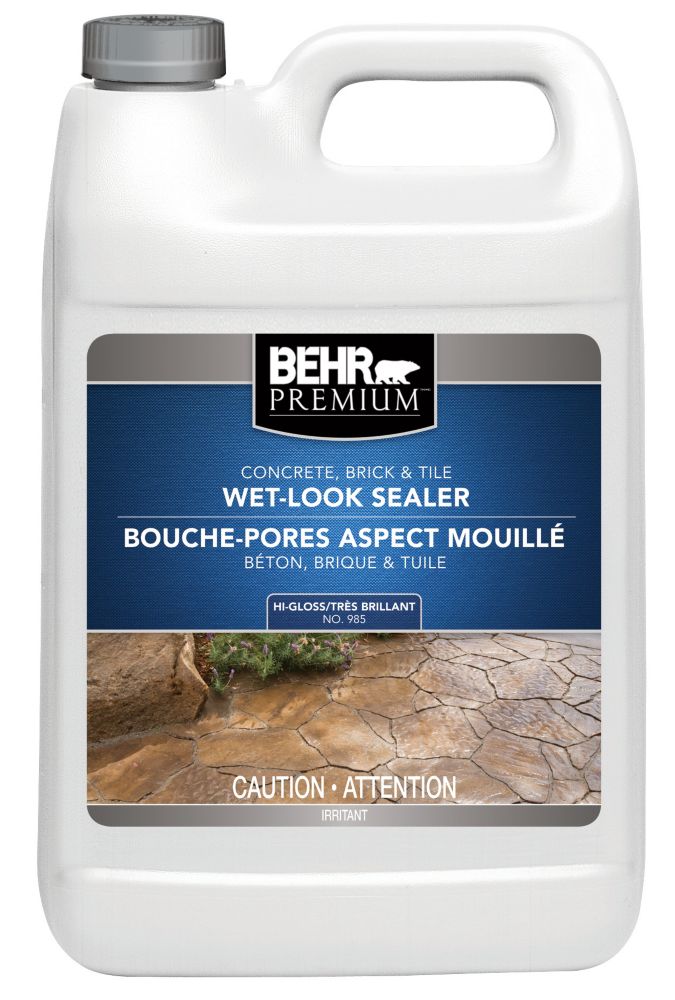 BEHR
PREMIUM™
CONCRETE, BRICK & TILE
WET-LOOK SEALER
BOUCHE-PORES ASPECT MOUILLÉ
BÉTON, BRIQUE & TUILE
HI-GLOSS/TRÈS BRILLANT
NO. 985
CAUTION • ATTENTION
IRRITANT